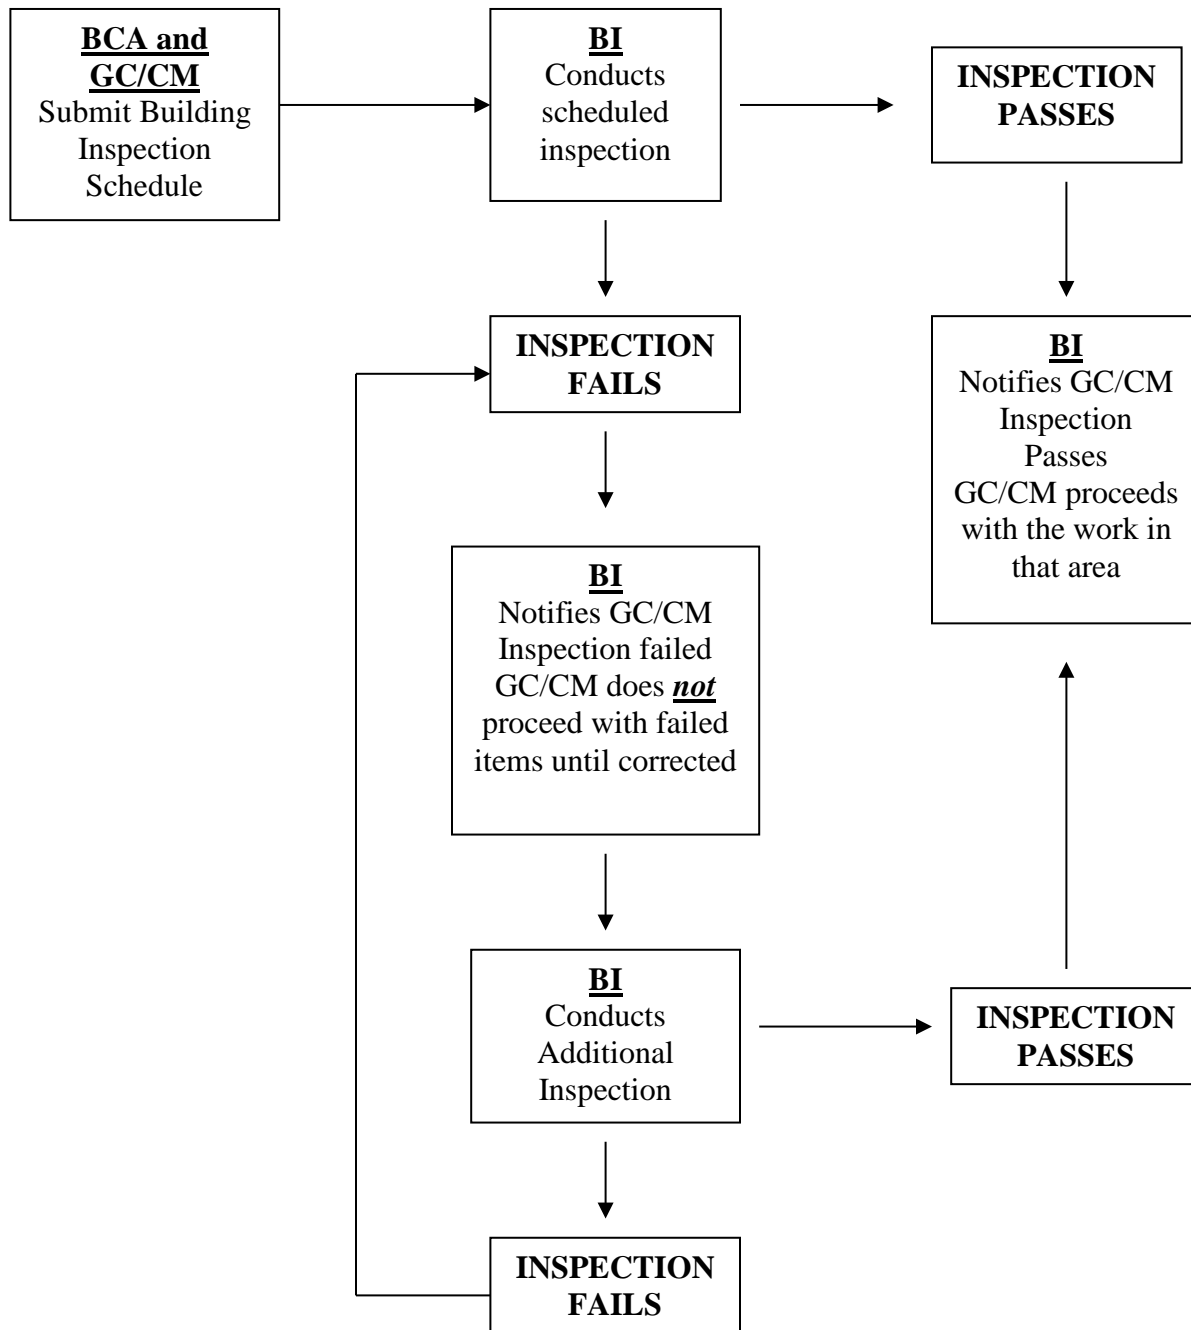 BCA and
GC/CM
Submit Building
Inspection
Schedule
BI
Conducts
scheduled
inspection
INSPECTION
PASSES
INSPECTION
FAILS
BI
Notifies GC/CM
Inspection
Passes
GC/CM proceeds
with the work in
that area
BI
Notifies GC/CM
Inspection failed
GC/CM does not
proceed with failed
items until corrected
BI
Conducts
Additional
Inspection
INSPECTION
PASSES
INSPECTION
FAILS